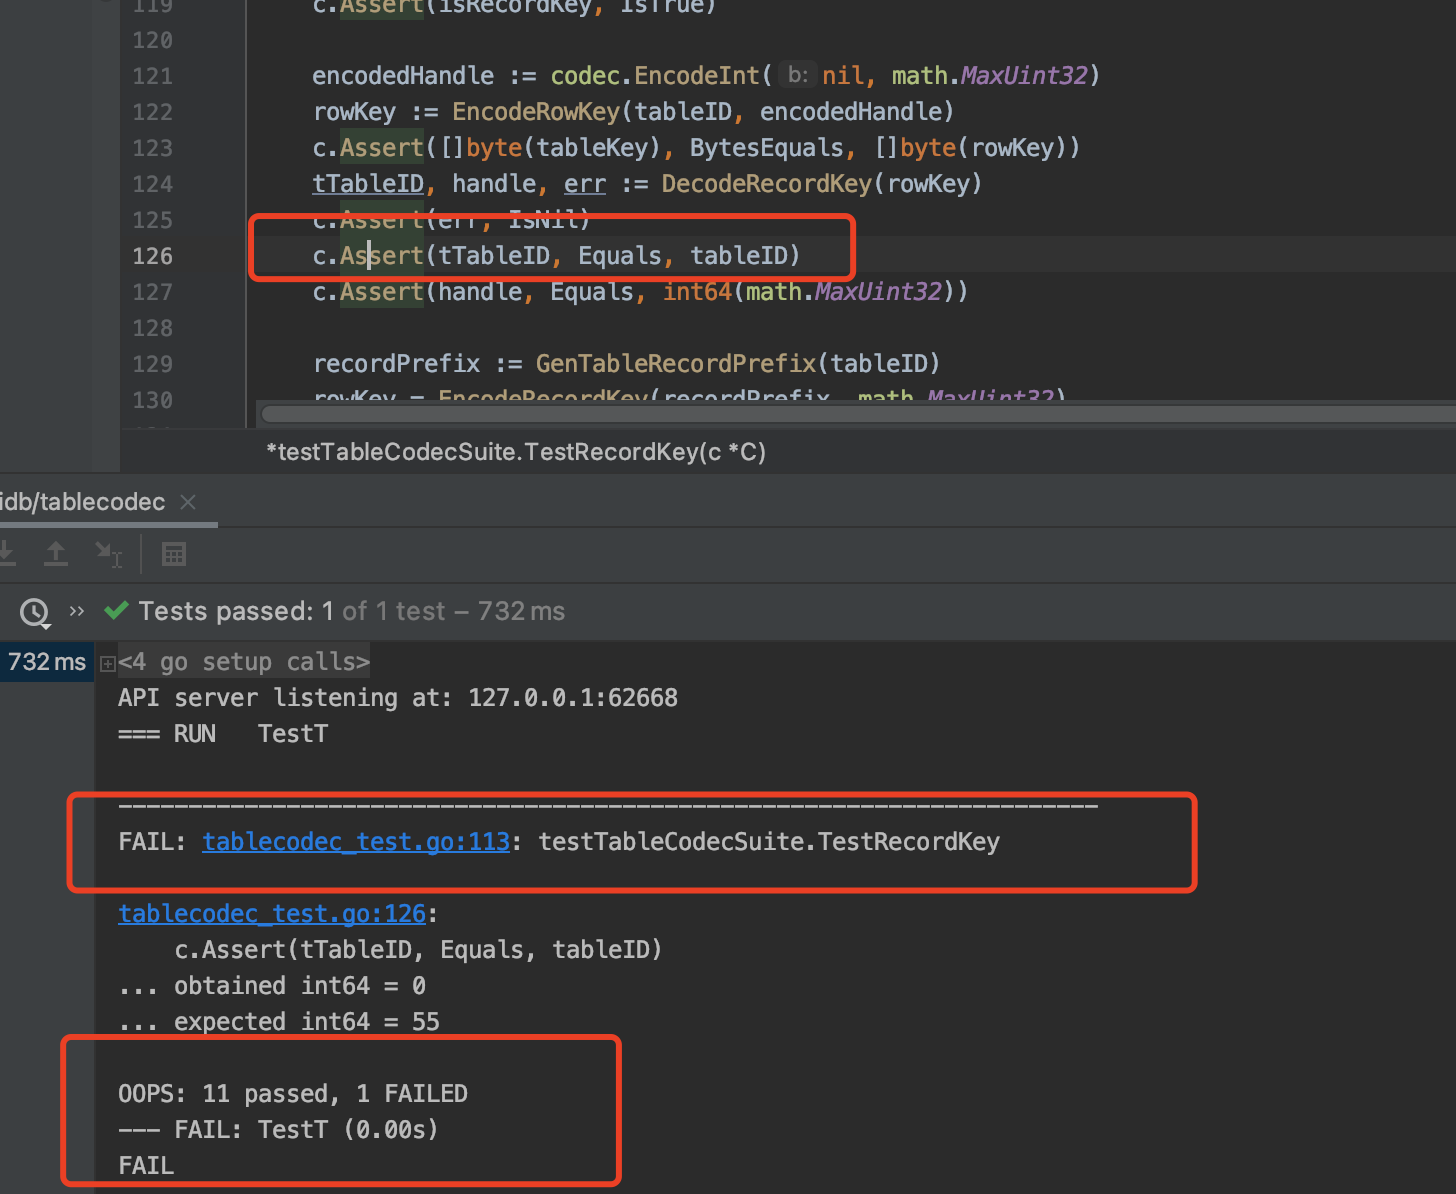 119 c.Assert(isRecordKey, IsTrue)
120
121 encodedHandle := codec.EncodeInt( b: nil, math.MaxUint32)
122 rowKey := EncodeRowKey(tableID, encodedHandle)
123 c.Assert([]byte(tableKey), BytesEquals, []byte(rowKey))
124 tTableID, handle, err := DecodeRecordKey(rowKey)
125 c.Assert(err, IsNil)
126 c.Assert(tTableID, Equals, tableID)
127 c.Assert(handle, Equals, int64(math.MaxUint32))
128
129 recordPrefix := GenTableRecordPrefix(tableID)
130 rowKey = EncodeRecordKey(recordPrefix, math.MaxUint32)
*testTableCodecSuite.TestRecordKey(c *C)
idb/tablecodec ×
>> Tests passed: 1 of 1 test – 732 ms
732 ms <4 go setup calls>
API server listening at: 127.0.0.1:62668
=== RUN   TestT
----------------------------------------------------------------------
FAIL: tablecodec_test.go:113: testTableCodecSuite.TestRecordKey
tablecodec_test.go:126:
c.Assert(tTableID, Equals, tableID)
... obtained int64 = 0
... expected int64 = 55
OOPS: 11 passed, 1 FAILED
--- FAIL: TestT (0.00s)
FAIL